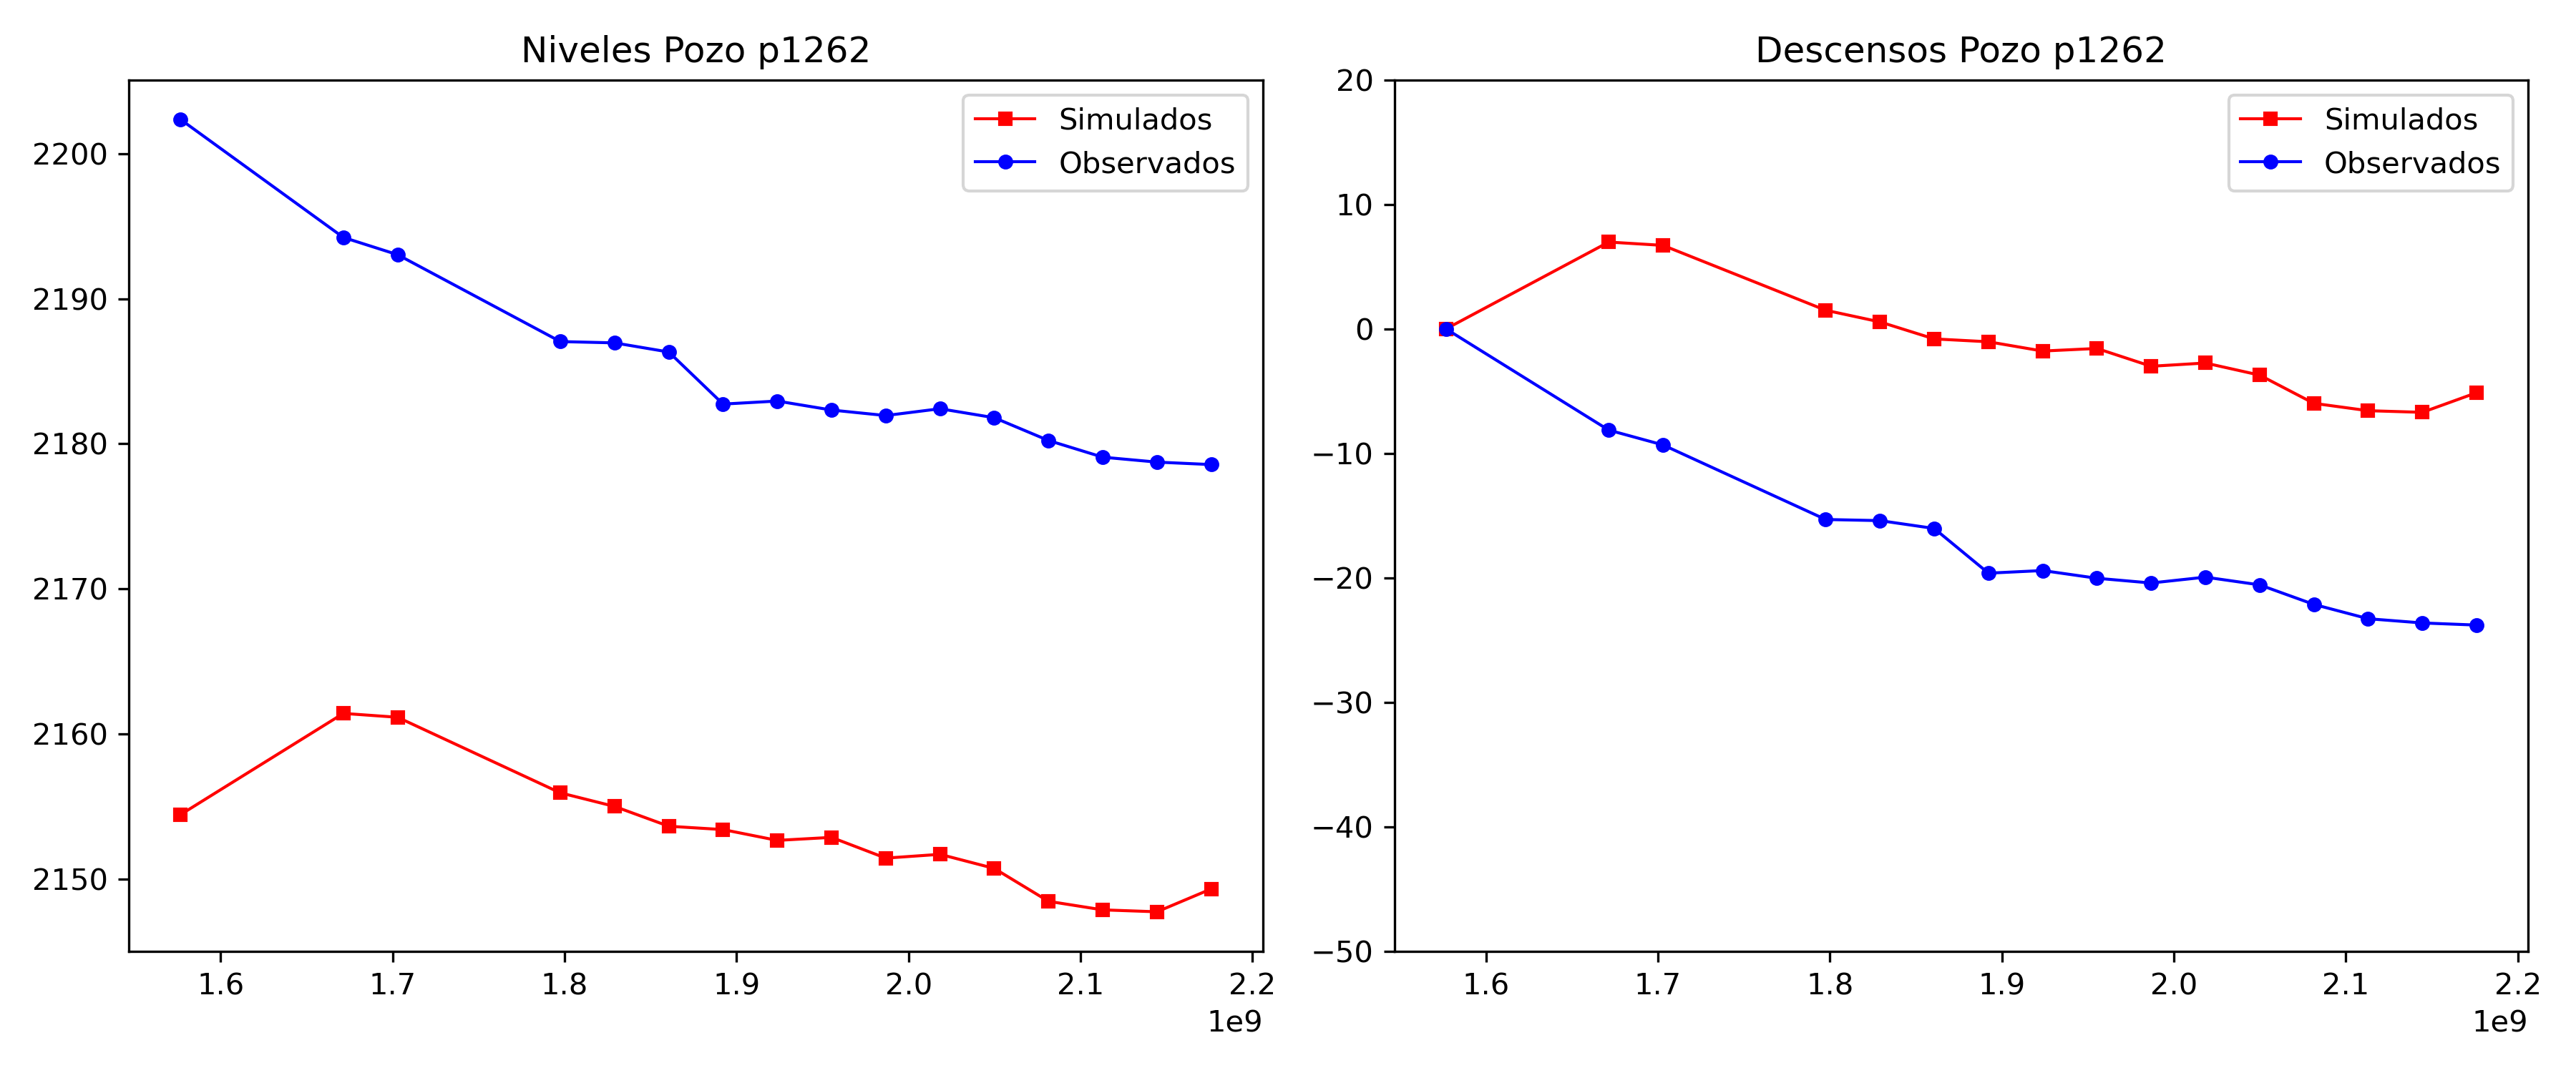 Niveles Pozo p1262
Simulados
Observados
2200
2190
2180
2170
2160
2150
1.6 1.7 1.8 1.9 2.0 2.1 2.2
1e9
Descensos Pozo p1262
Simulados
Observados
20
10
0
−10
−20
−30
−40
−50
1.6 1.7 1.8 1.9 2.0 2.1 2.2
1e9